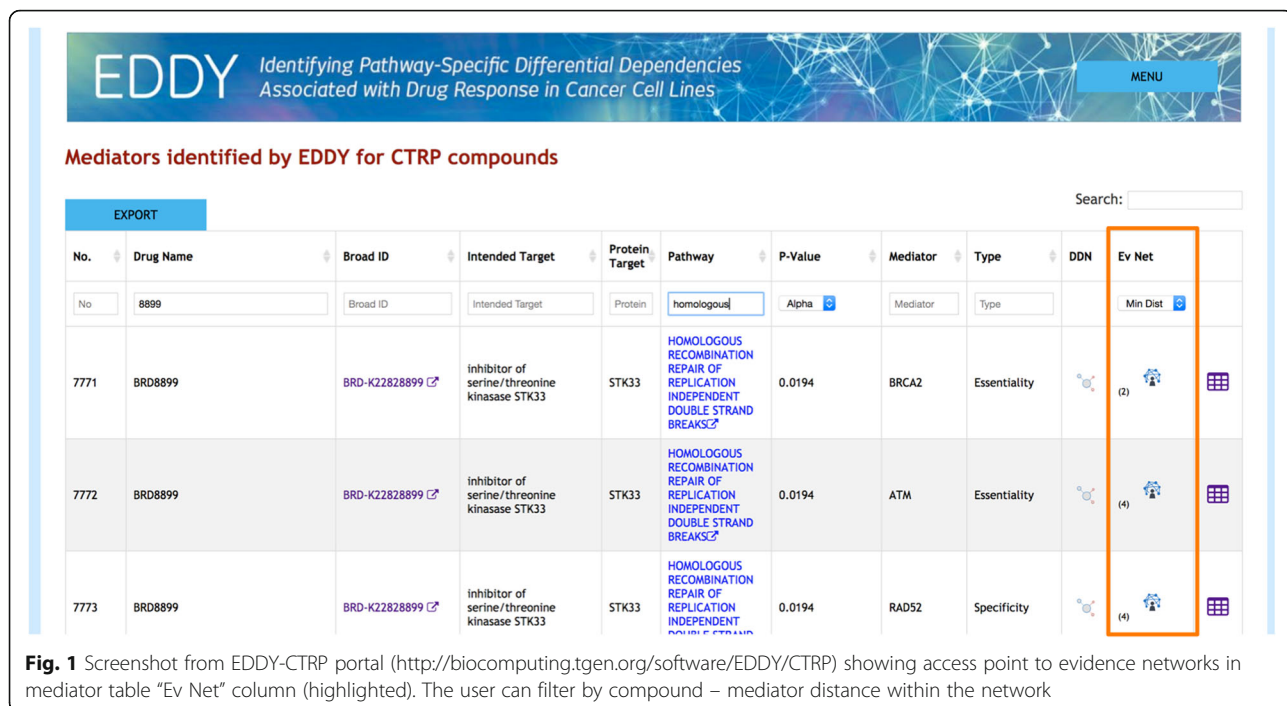 EDDY
Identifying Pathway-Specific Differential Dependencies
Associated with Drug Response in Cancer Cell Lines
MENU
Mediators identified by EDDY for CTRP compounds
Search:
EXPORT
No. Drug Name Broad ID Intended Target Protein Target Pathway P-Value Mediator Type DDN Ev Net
No 8899 Broad ID Intended Target Protein homologous Alpha Mediator Type Min Dist
7771 BRD8899 BRD-K22828899 inhibitor of
serine/threonine
kinasase STK33
STK33
HOMOLOGOUS
RECOMBINATION
REPAIR OF
REPLICATION
INDEPENDENT
DOUBLE STRAND
BREAKS
0.0194 BRCA2 Essentiality (2)
7772 BRD8899 BRD-K22828899 inhibitor of
serine/threonine
kinasase STK33
STK33
HOMOLOGOUS
RECOMBINATION
REPAIR OF
REPLICATION
INDEPENDENT
DOUBLE STRAND
BREAKS
0.0194 ATM Essentiality (4)
7773 BRD8899 BRD-K22828899 inhibitor of
serine/threonine
kinasase STK33
STK33
HOMOLOGOUS
RECOMBINATION
REPAIR OF
REPLICATION
INDEPENDENT
DOUBLE STRAND
0.0194 RAD52 Specificity (4)
Fig. 1 Screenshot from EDDY-CTRP portal (http://biocomputing.tgen.org/software/EDDY/CTRP) showing access point to evidence networks in
mediator table “Ev Net” column (highlighted). The user can filter by compound – mediator distance within the network